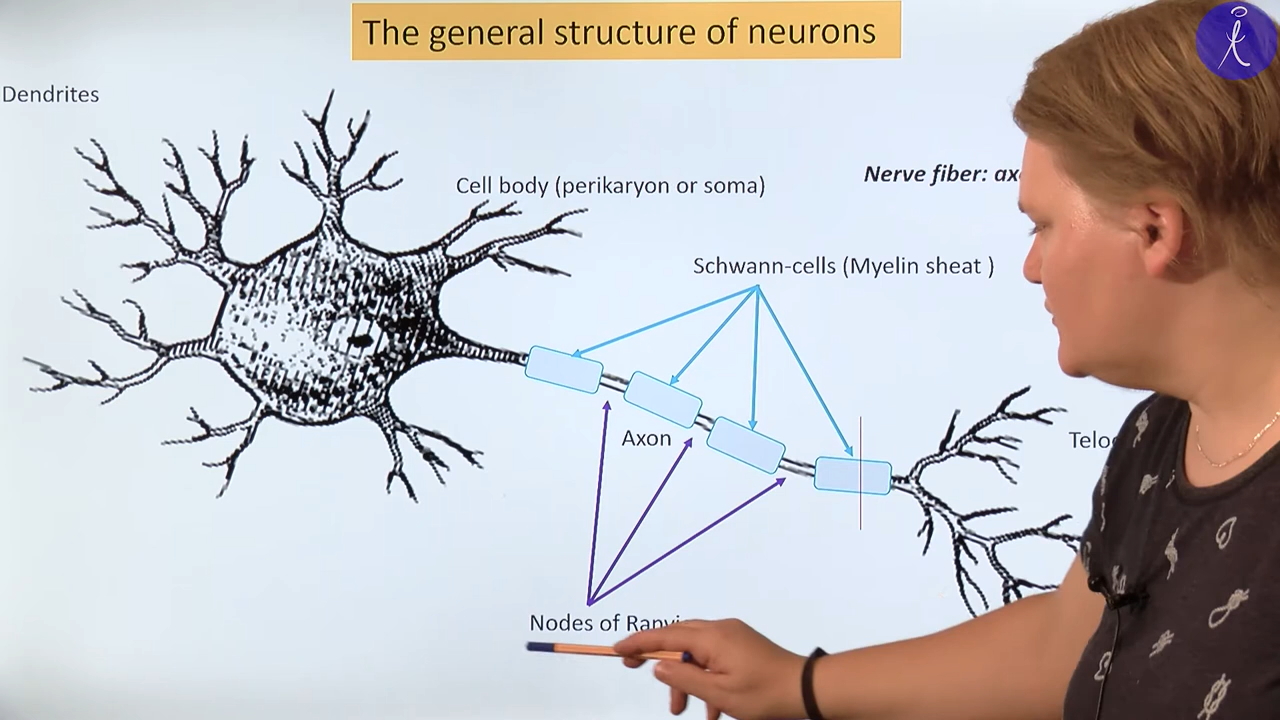 The general structure of neurons
Dendrites
Cell body (perikaryon or soma)
Nerve fiber:
Schwann-cells (Myelin sheat )
Axon
Nodes of